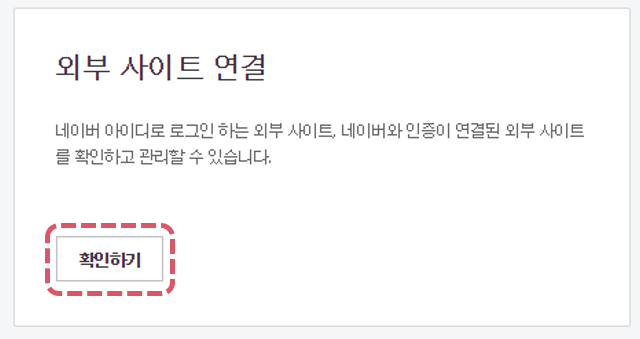 외부 사이트 연결
네이버 아이디로 로그인 하는 외부 사이트, 네이버와 인증이 연결된 외부 사이트
를 확인하고 관리할 수 있습니다.
확인하기